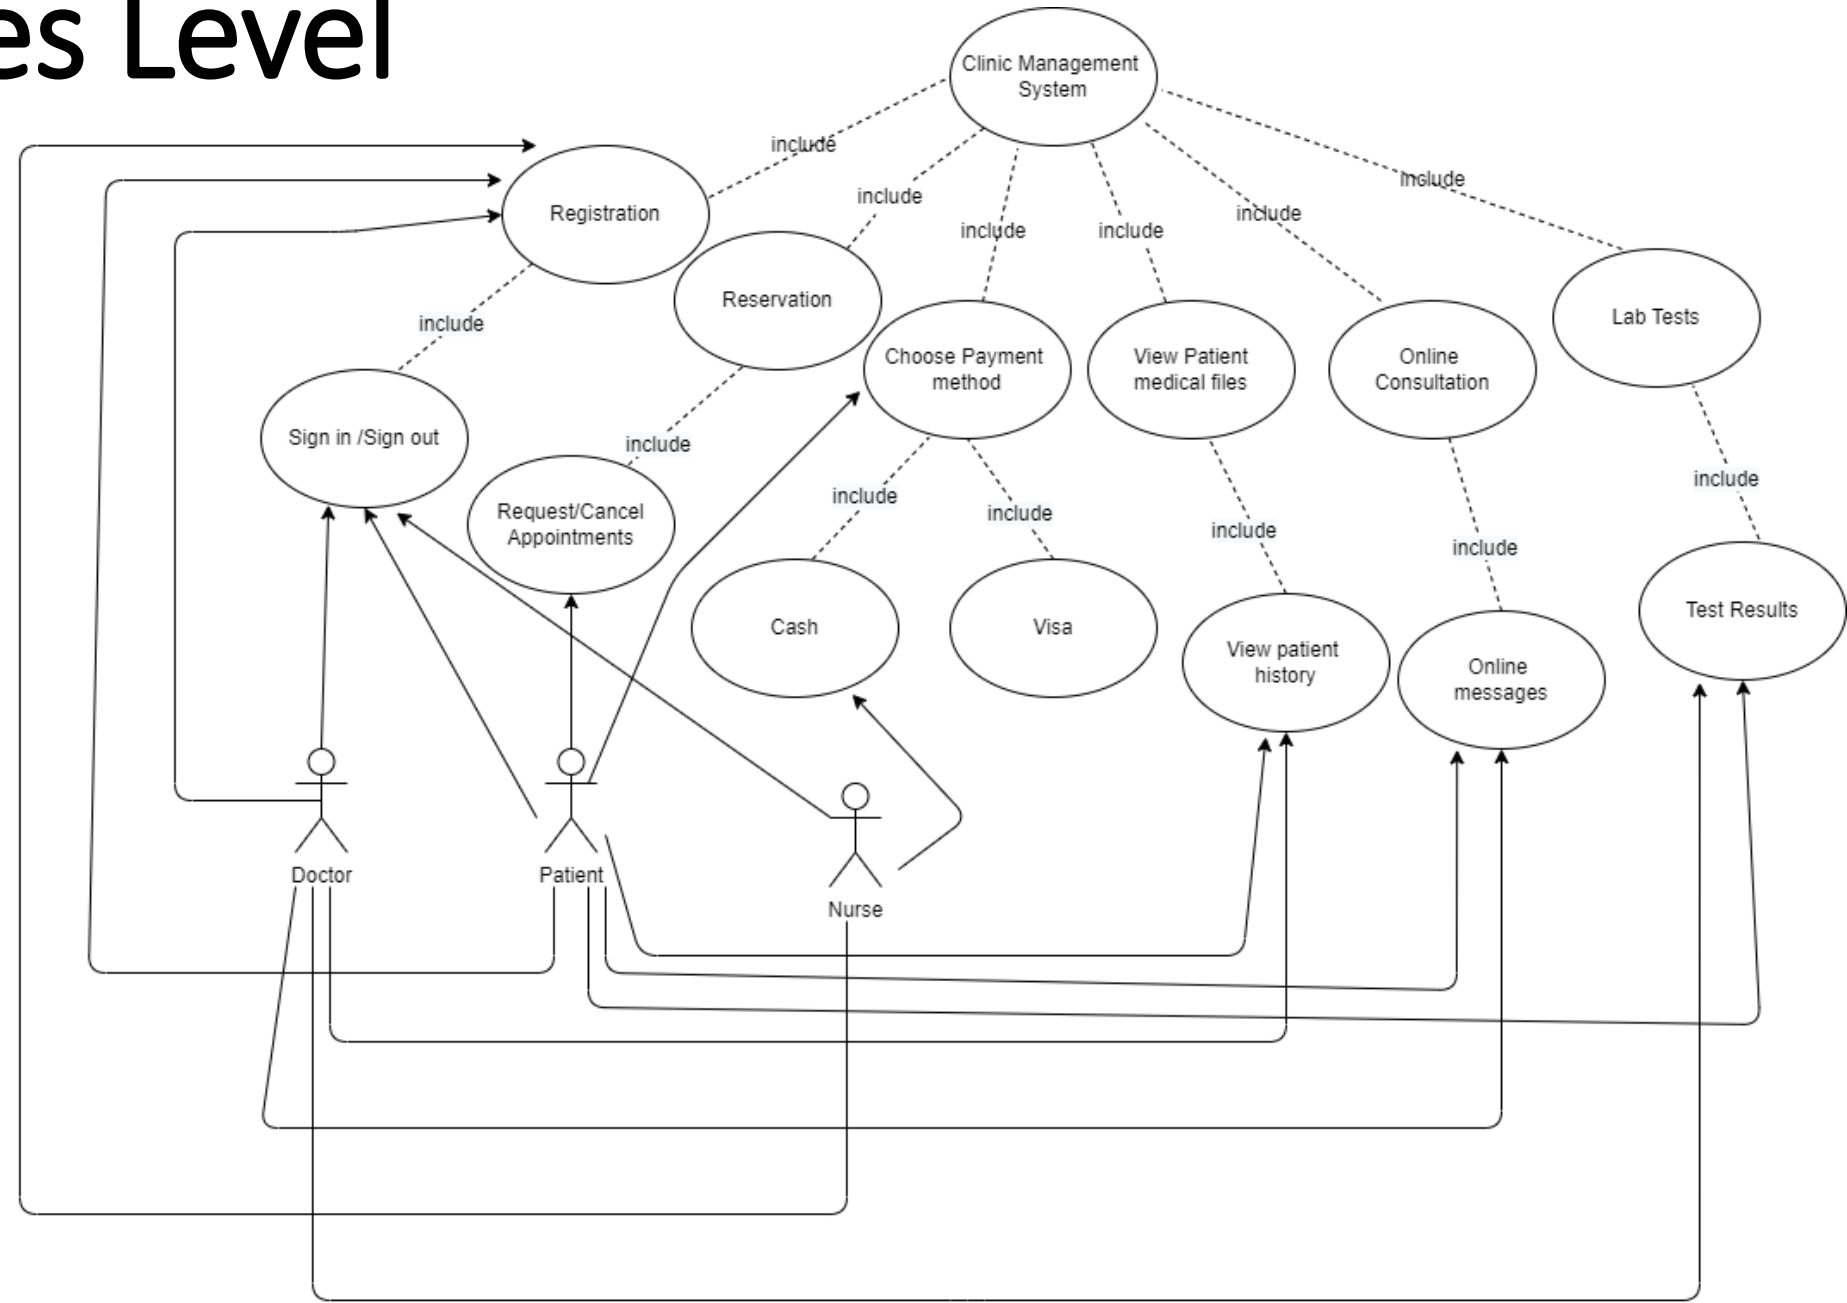 es Level
Clinic Management
System
include
include
include
include
include
Include
Registration
Reservation
Choose Payment
method
View Patient
medical files
Online
Consultation
Lab Tests
include
include
include
include
include
include
include
Sign in /Sign out
Request/Cancel
Appointments
Cash
Visa
View patient
history
Online
messages
Test Results
Doctor
Patient
Nurse